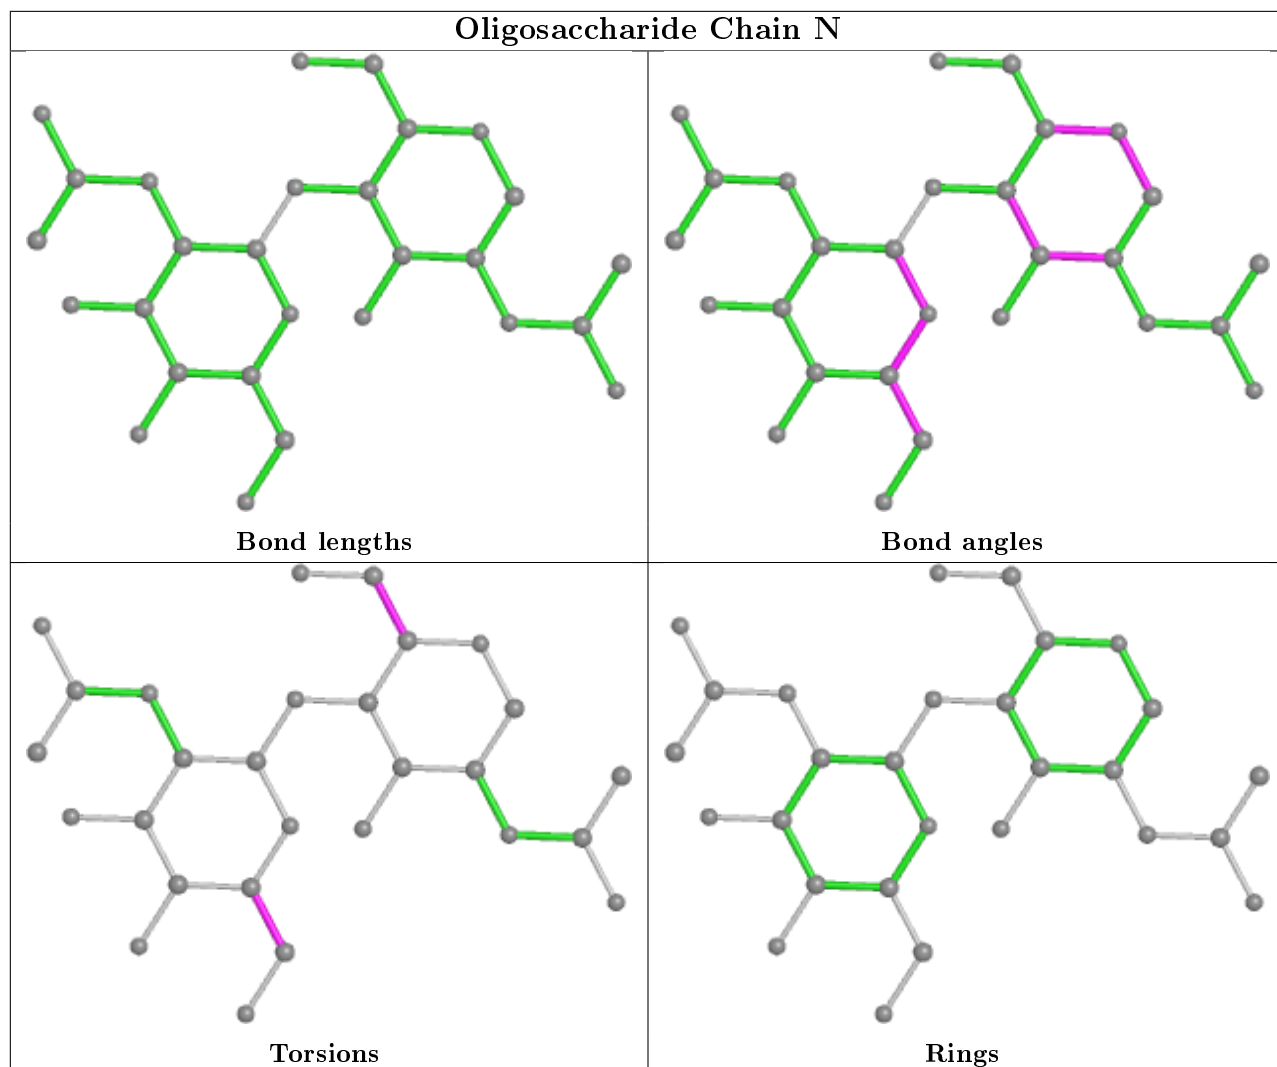 Oligosaccharide Chain N
Bond lengths
Bond angles
Torsions
Rings